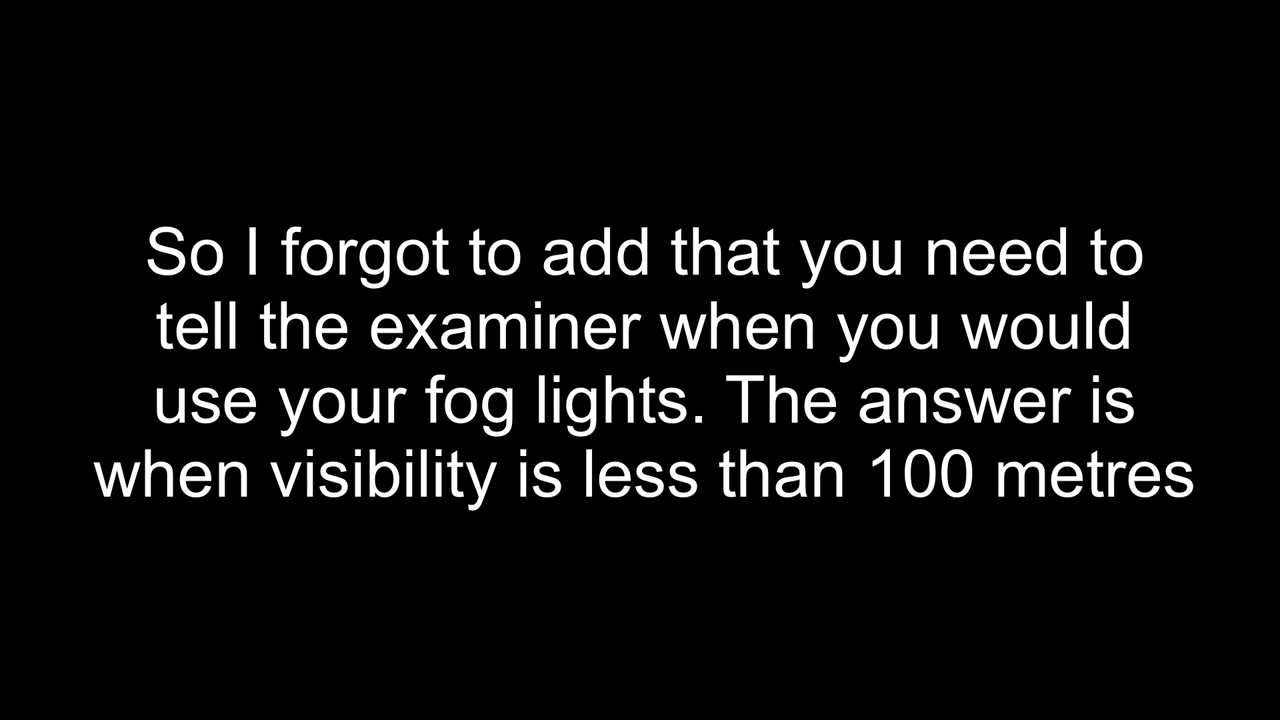 So I forgot to add that you need to
tell the examiner when you would
use your fog lights. The answer is
when visibility is less than 100 metres